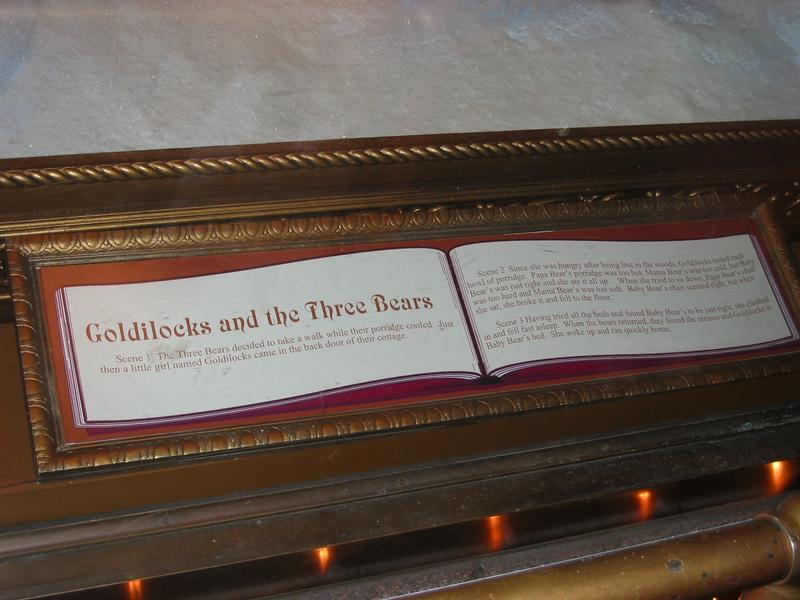 Goldilocks and the Three Bears
Scene 1 The Three Bears decided to take a walk while their porridge cooled. Just
then a little girl named Goldilocks came in the back door of their cottage.
Scene 2 Since she was hungry after being lost in the woods, Goldilocks tasted each
bowl of porridge. Papa Bear's porridge was too hot, Mama Bear's was too cold, but Baby
Bear's was just right and she ate it all up. When she tried to sit down, Papa Bear's chair
was too hard and Mama Bear's was too soft. Baby Bear's chair seemed right, but when
she sat, she broke it and fell to the floor.
Scene 3 Having tried all the beds and found Baby Bear's to be just right, she climbed
in and fell fast asleep. When the bears returned, they found the messes and Goldilocks in
Baby Bear's bed. She woke up and ran quickly home.